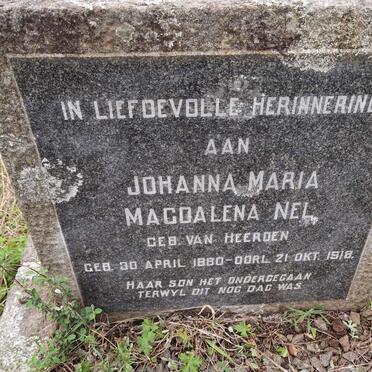 IN LIEFDEVOLLE HERINNERING
AAN
JOHANNA MARIA
MAGDALENA NEL,
GEB VAN HEERDEN
GEB. 30 APRIL 1880-OORL. 21 OKT. 1918.
HAAR SON HET ONDERGEGAAN
TERWYL DIT NOG DAG WAS.